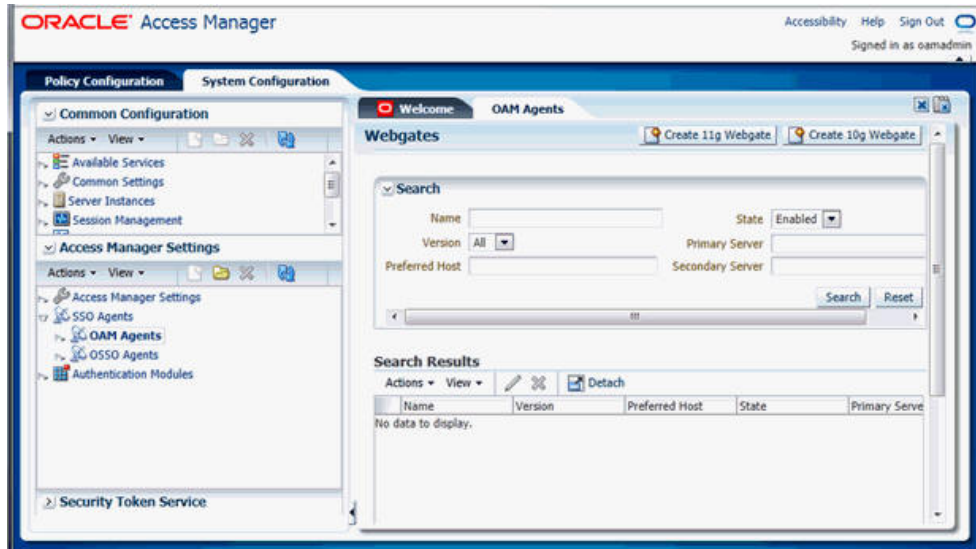 ORACLE Access Manager
Accessibility Help Sign Out
Signed in as oamadmin
Policy Configuration System Configuration
Common Configuration
Actions View
Available Services
Common Settings
Server Instances
Session Management
Access Manager Settings
Actions View
Access Manager Settings
SSO Agents
OAM Agents
OSSO Agents
Authentication Modules
Security Token Service
Welcome OAM Agents
Webgates Create 11g Webgate Create 10g Webgate
Search
Name State Enabled
Version All Primary Server
Preferred Host Secondary Server
Search Reset
Search Results
Actions View Detach
Name Version Preferred Host State Primary Serve
No data to display.